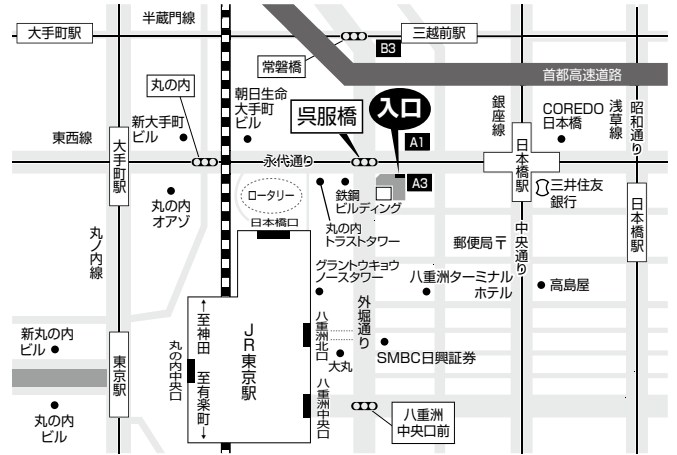 半蔵門線
大手町駅
三越前駅
B3
常磐橋
首都高速道路
丸の内
朝日生命
大手町
ビル
呉服橋
入口
新大手町
ビル
銀座線
COREDO
日本橋
浅草線
昭和通り
東西線
大手町駅
A1
永代通り
日本橋駅
A3
三井住友
銀行
丸の内
オアゾ
ロータリー
鉄鋼
ビルディング
日本橋口
丸の内
トラストタワー
日本橋駅
丸ノ内線
郵便局〒
中央通り
グラントウキョウ
ノースタワー
八重洲ターミナル
ホテル
高島屋
外堀通り
新丸の内
ビル
東京駅
丸の内中央口
至神田
至有楽町
JR東京駅
八重洲北口
大丸
SMBC日興証券
丸の内
ビル
八重洲中央口
八重洲
中央口前